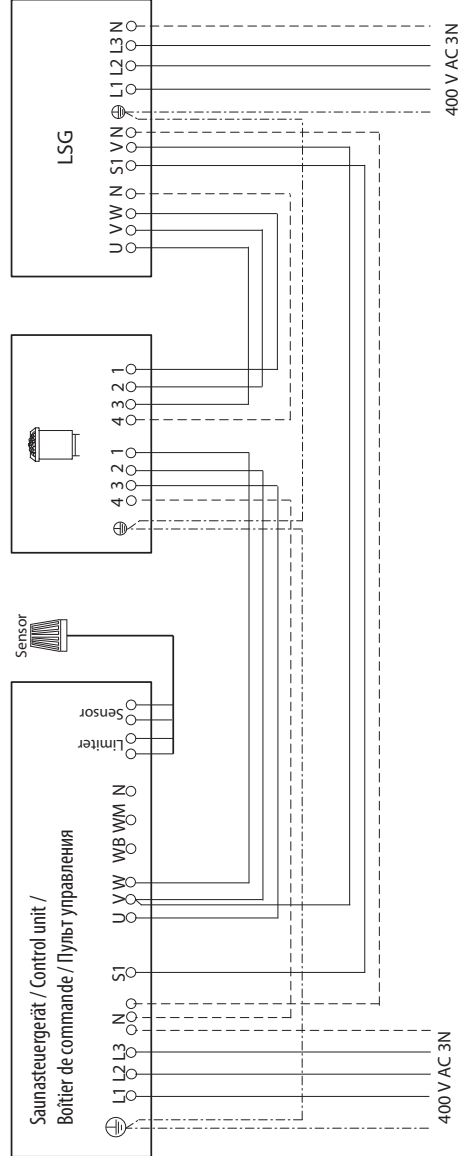 Saunasteuergerät / Control unit /
Boîtier de commande / Пульт управления
Limiter
Sensor
L1 L2 L3 N S1 U V W WB WM N
400 V AC 3N
Sensor
4 3 2 1 4 3 2 1
LSG
U V W N S1 V N L1 L2 L3 N
400 V AC 3N